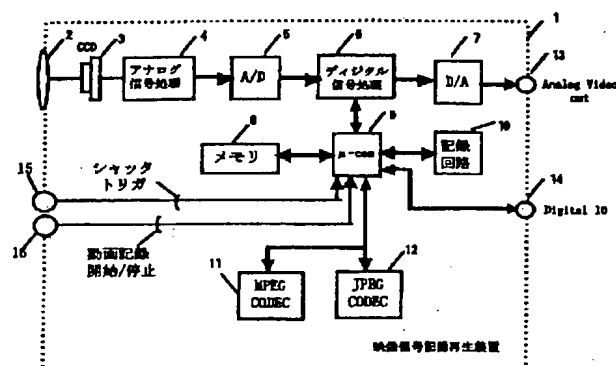 1
2
CCD
3
4
5
6
7
13
アナログ
信号処理
A/D
ディジタル
信号処理
D/A
Analog Video
out
8
9
10
メモリ
μ-com
記録
回路
15
シャッタ
トリガ
14
Digital IO
16
動画記録
開始/停止
11
12
MPEG
CODEC
JPEG
CODEC
映像信号記録再生装置